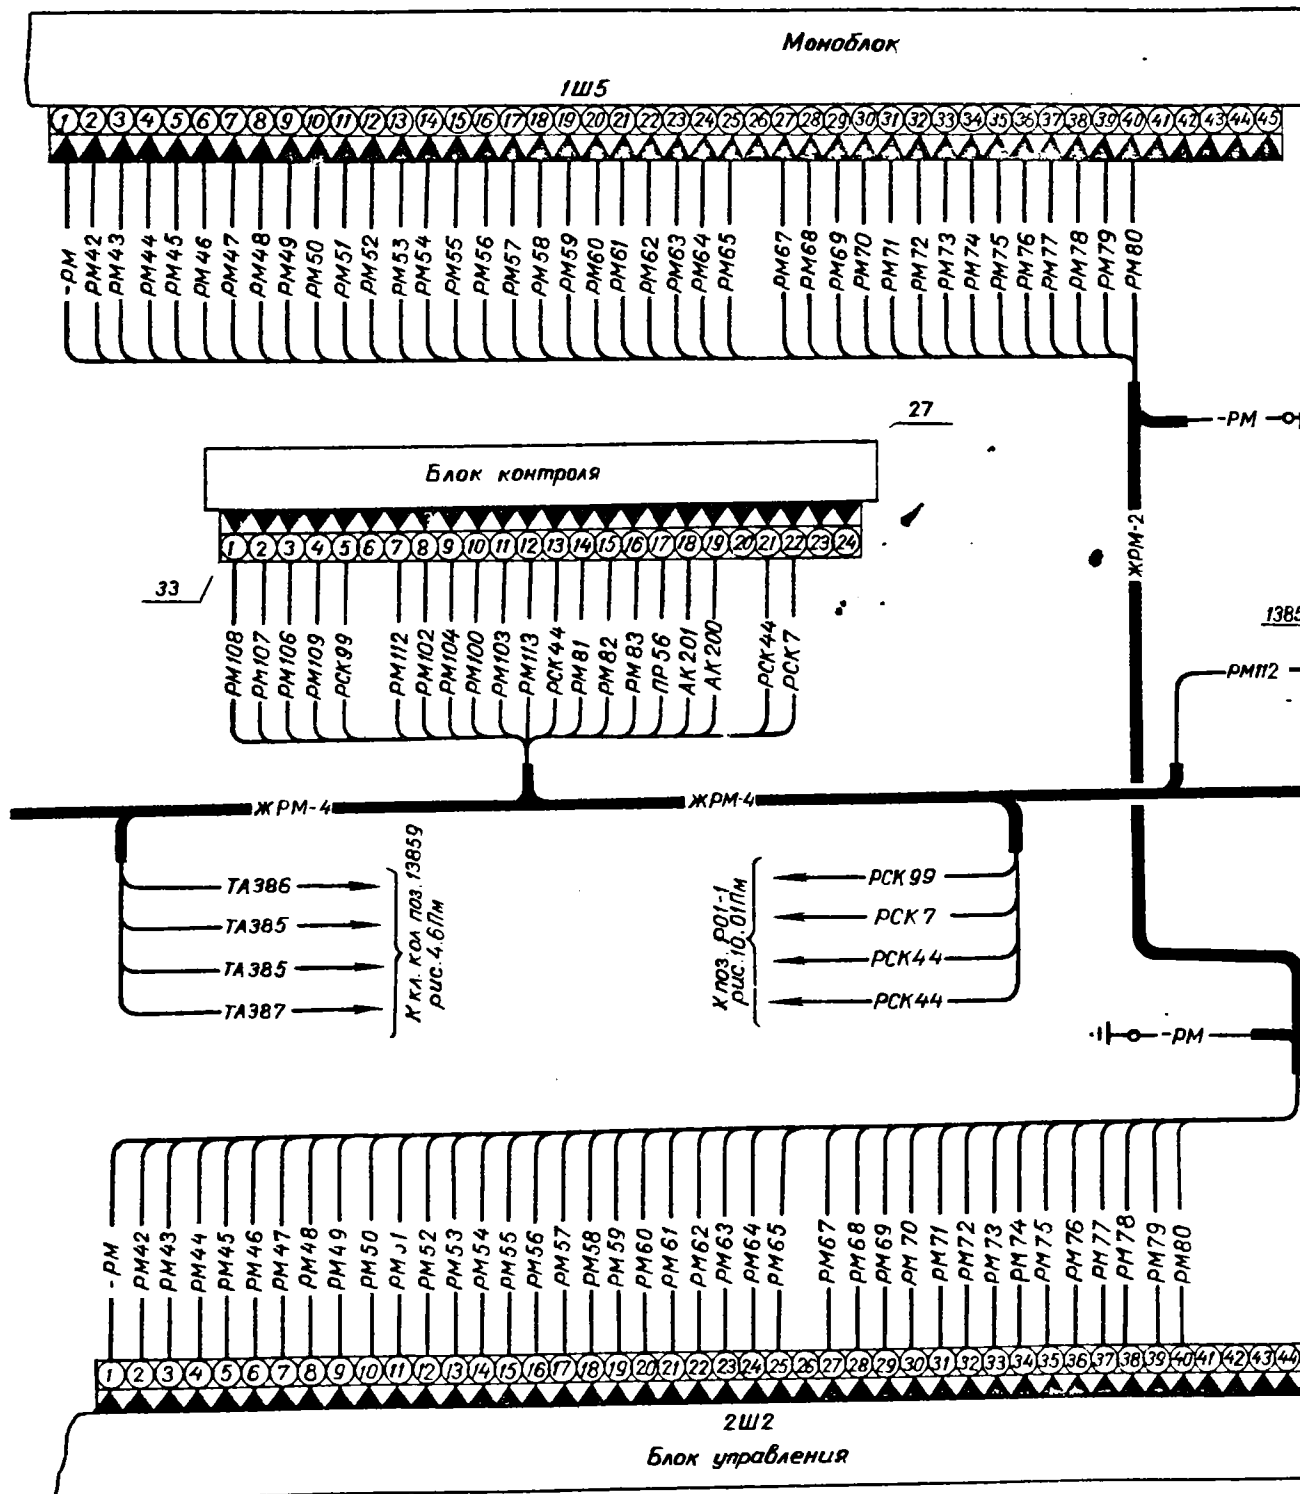 Моноблок
1Ш5
1 2 3 4 5 6 7 8 9 10 11 12 13 14 15 16 17 18 19 20 21 22 23 24 25 26 27 28 29 30 31 32 33 34 35 36 37 38 39 40 41 42 43 44 45
-РМ РМ42 РМ43 РМ44 РМ45 РМ46 РМ47 РМ48 РМ49 РМ50 РМ51 РМ52 РМ53 РМ54 РМ55 РМ56 РМ57 РМ58 РМ59 РМ60 РМ61 РМ62 РМ63 РМ64 РМ65 РМ67 РМ68 РМ69 РМ70 РМ71 РМ72 РМ73 РМ74 РМ75 РМ76 РМ77 РМ78 РМ79 РМ80
27
-РМ
Блок контроля
1 2 3 4 5 6 7 8 9 10 11 12 13 14 15 16 17 18 19 20 21 22 23 24
ЖРМ-2
33
1385
РМ108 РМ107 РМ106 РМ109 РСК99 РМ112 РМ102 РМ104 РМ100 РМ103 РМ113 РСК44 РМ81 РМ82 РМ83 ПР56 АК201 АК200 РСК44 РСК7
РМ112
ЖРМ-4
ЖРМ-4
ТА386
ТА385
ТА385
ТА387
К кл. кол поз. 13859
рис. 4.6Пм
К поз. Р01-1
рис. 10.01Пм
РСК99
РСК7
РСК44
РСК44
-РМ
-РМ РМ42 РМ43 РМ44 РМ45 РМ46 РМ47 РМ48 РМ49 РМ50 РМ51 РМ52 РМ53 РМ54 РМ55 РМ56 РМ57 РМ58 РМ59 РМ60 РМ61 РМ62 РМ63 РМ64 РМ65 РМ67 РМ68 РМ69 РМ70 РМ71 РМ72 РМ73 РМ74 РМ75 РМ76 РМ77 РМ78 РМ79 РМ80
1 2 3 4 5 6 7 8 9 10 11 12 13 14 15 16 17 18 19 20 21 22 23 24 25 26 27 28 29 30 31 32 33 34 35 36 37 38 39 40 41 42 43 44
2Ш2
Блок управления